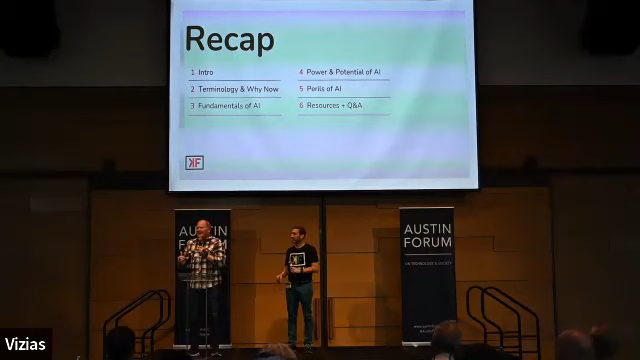 Recap
1 Intro
2 Terminology & Why Now
3 Fundamentals of AI
4 Power & Potential of AI
5 Perils of AI
6 Resources + Q&A
KF
AUSTIN
FORUM
AUSTIN
FORUM
ON TECHNOLOGY & SOCIETY
Vizias